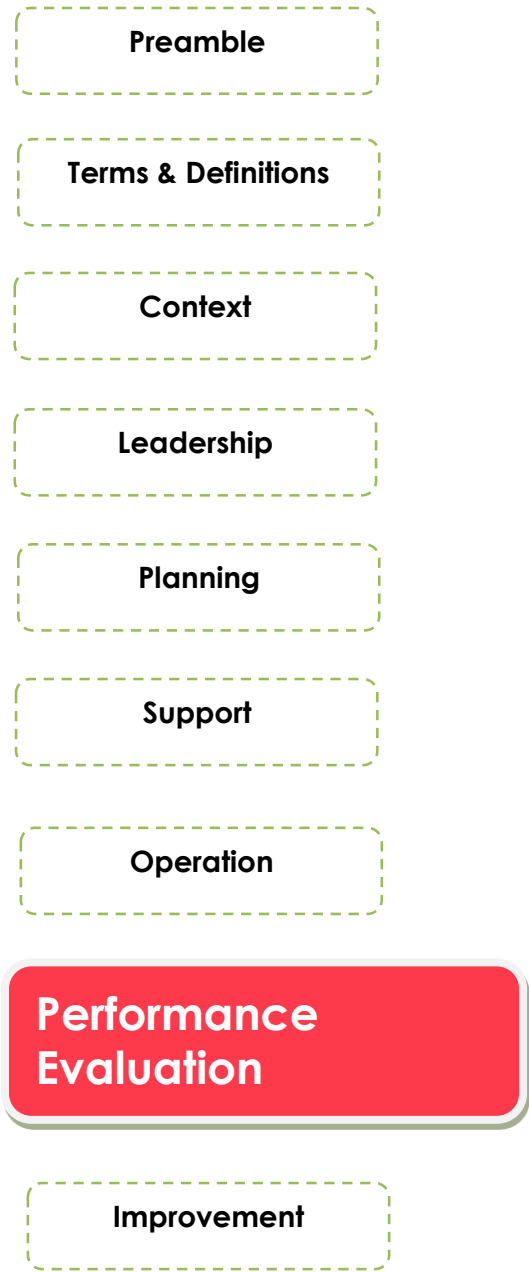 Preamble
Terms & Definitions
Context
Leadership
Planning
Support
Operation
Performance
Evaluation
Improvement